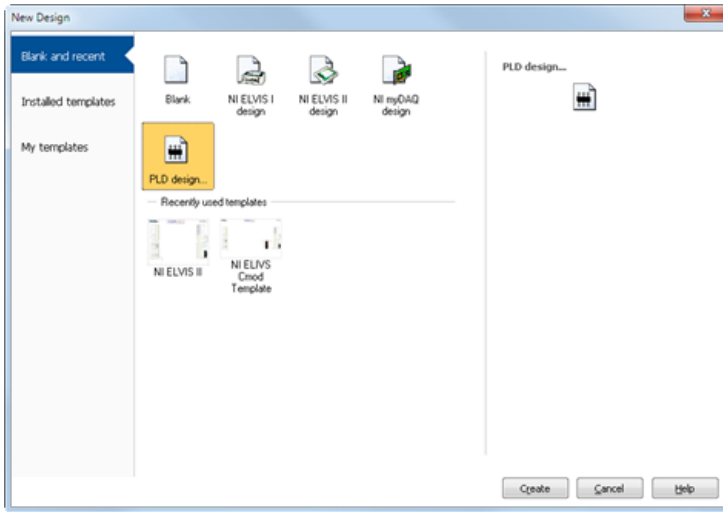 New Design
Blank and recent
Installed templates
My templates
Blank
NI ELVIS I
design
NI ELVIS II
design
NI myDAQ
design
PLD design...
Recently used templates
NI ELVIS II
NI ELIVS
Cmod
Template
PLD design...
Create
Cancel
Help